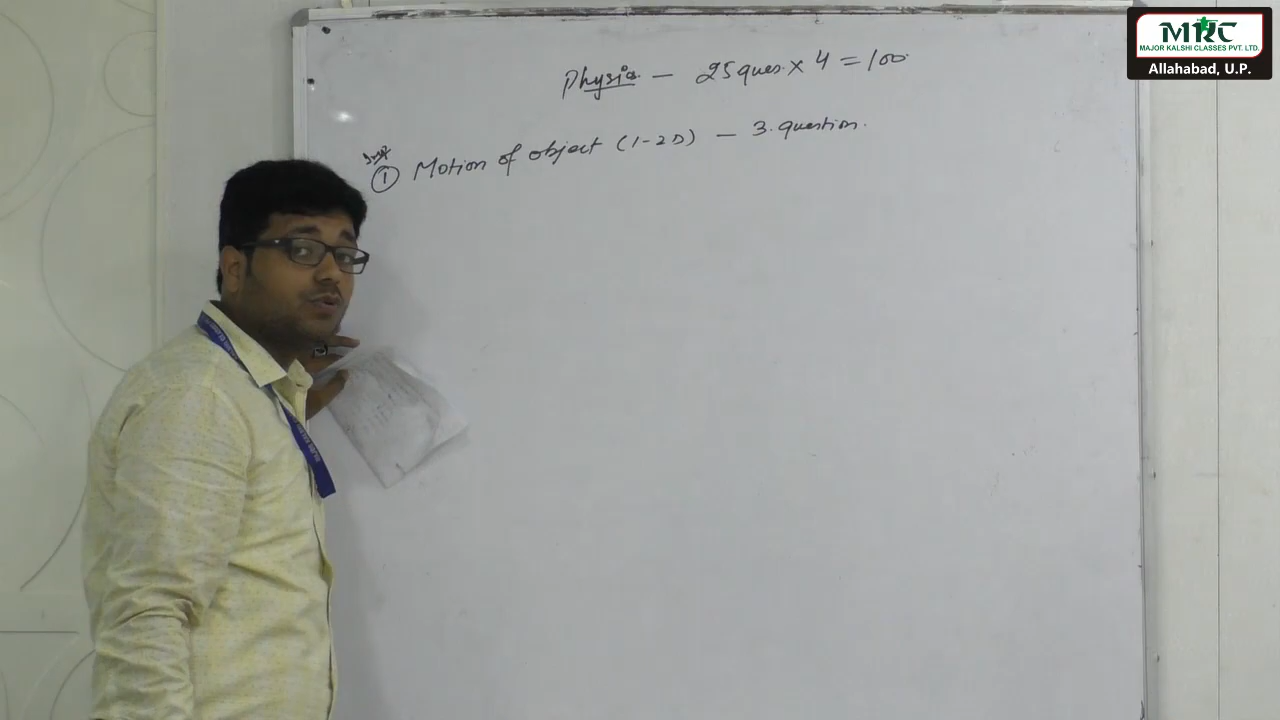 MKC
MAJOR KALSHI CLASSES PVT. LTD.
Allahabad, U.P.
Physics - 25 ques. x 4 = 100
Imp
① Motion of object (1-2D) - 3. question.